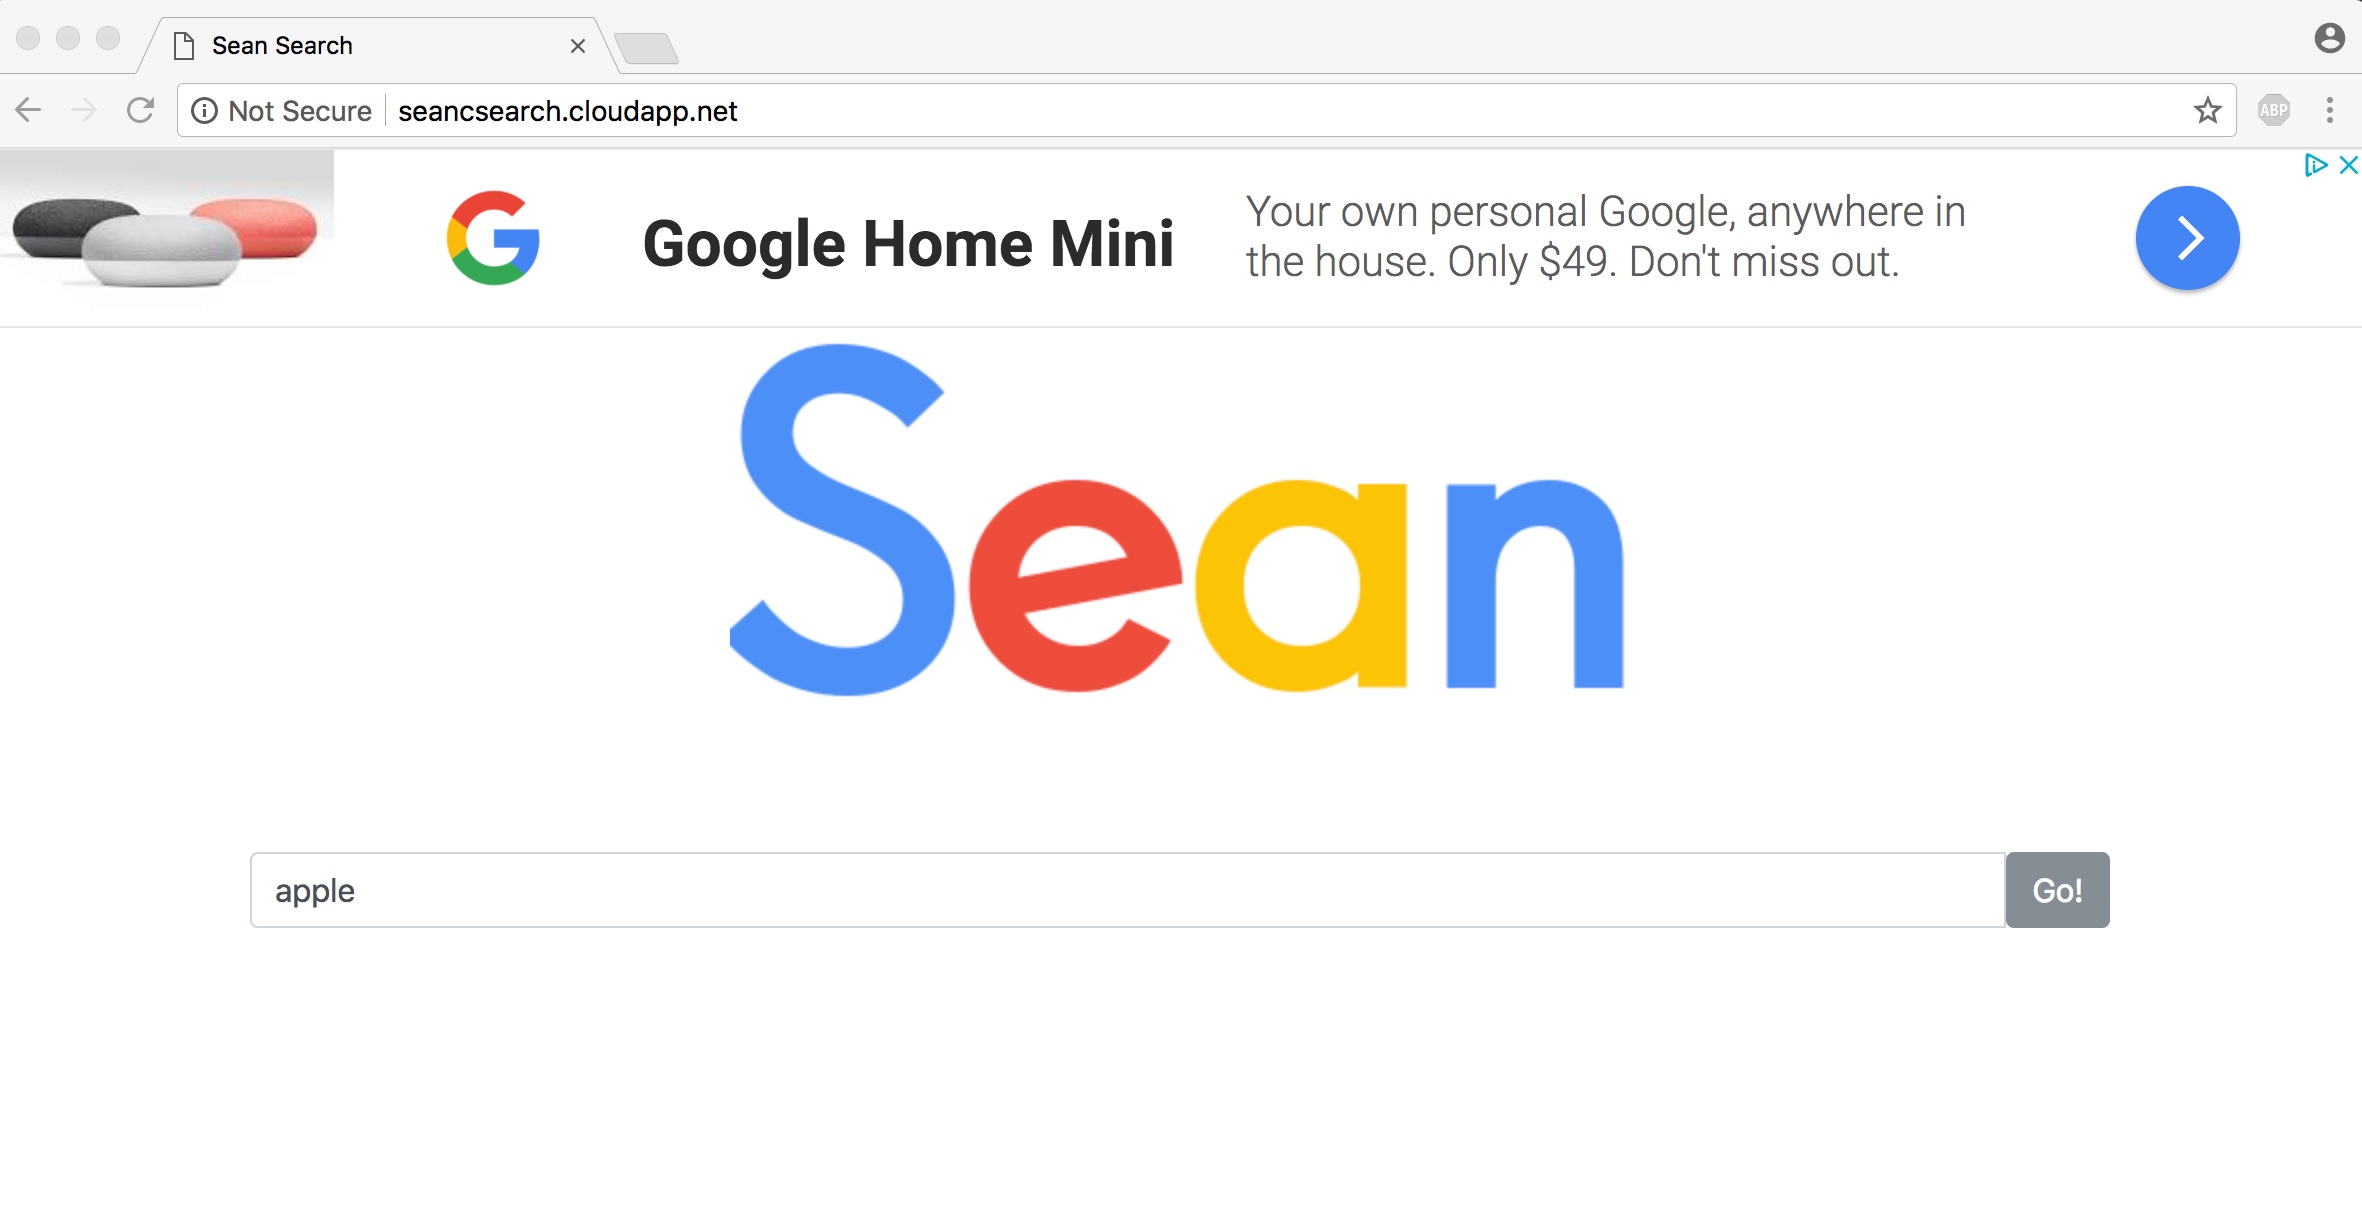 Sean Search
Not Secure
seancsearch.cloudapp.net
ABP
G
Google Home Mini
Your own personal Google, anywhere in
the house. Only $49. Don't miss out.
Sean
apple
Go!